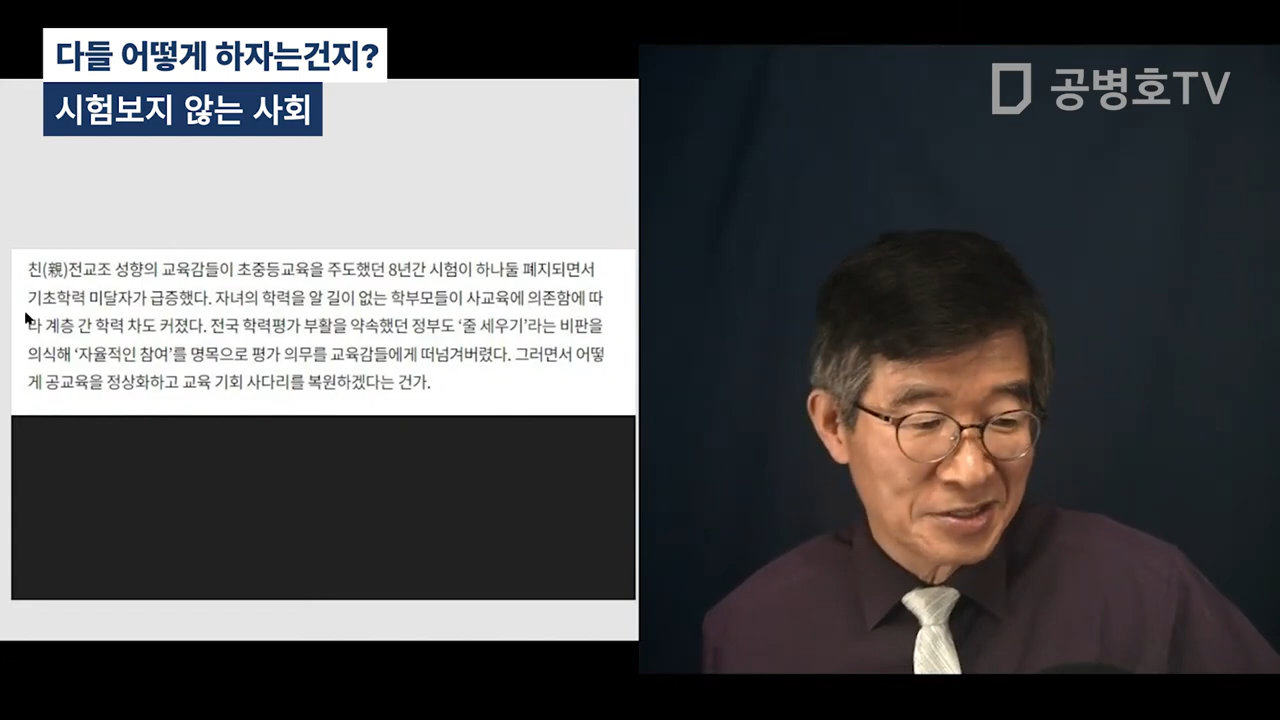 다들 어떻게 하자는건지?
시험보지 않는 사회
공병호TV
친(親)전교조 성향의 교육감들이 초중등교육을 주도했던 8년간 시험이 하나둘 폐지되면서
기초학력 미달자가 급증했다. 자녀의 학력을 알 길이 없는 학부모들이 사교육에 의존함에 따
라 계층 간 학력 차도 커졌다. 전국 학력평가 부활을 약속했던 정부도 ‘줄 세우기’라는 비판을
의식해 ‘자율적인 참여’를 명목으로 평가 의무를 교육감들에게 떠넘겨버렸다. 그러면서 어떻
게 공교육을 정상화하고 교육 기회 사다리를 복원하겠다는 건가.